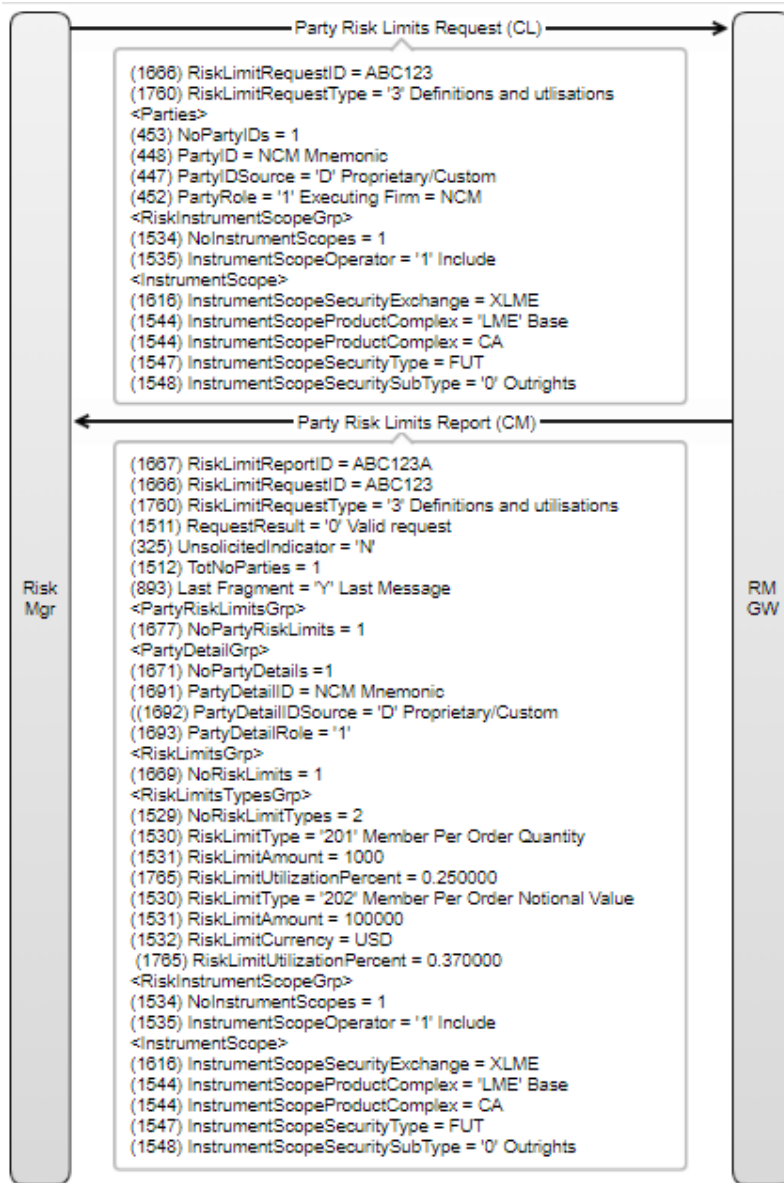 Party Risk Limits Request (CL)
(1666) RiskLimitRequestID = ABC123
(1760) RiskLimitRequestType = '3' Definitions and utlisations
<Parties>
(453) NoPartyIDs = 1
(448) PartyID = NCM Mnemonic
(447) PartyIDSource = 'D' Proprietary/Custom
(452) PartyRole = '1' Executing Firm = NCM
<RiskInstrumentScopeGrp>
(1534) NoInstrumentScopes = 1
(1535) InstrumentScopeOperator = '1' Include
<InstrumentScope>
(1616) InstrumentScopeSecurityExchange = XLME
(1544) InstrumentScopeProductComplex = 'LME' Base
(1544) InstrumentScopeProductComplex = CA
(1547) InstrumentScopeSecurityType = FUT
(1548) InstrumentScopeSecuritySubType = '0' Outrights
Party Risk Limits Report (CM)
(1667) RiskLimitReportID = ABC123A
(1666) RiskLimitRequestID = ABC123
(1760) RiskLimitRequestType = '3' Definitions and utilisations
(1511) RequestResult = '0' Valid request
(325) UnsolicitedIndicator = 'N'
(1512) TotNoParties = 1
(893) Last Fragment = 'Y' Last Message
<PartyRiskLimitsGrp>
(1677) NoPartyRiskLimits = 1
<PartyDetailGrp>
(1671) NoPartyDetails =1
(1691) PartyDetailID = NCM Mnemonic
((1692) PartyDetailIDSource = 'D' Proprietary/Custom
(1693) PartyDetailRole = '1'
<RiskLimitsGrp>
(1669) NoRiskLimits = 1
<RiskLimitsTypesGrp>
(1529) NoRiskLimitTypes = 2
(1530) RiskLimitType = '201' Member Per Order Quantity
(1531) RiskLimitAmount = 1000
(1765) RiskLimitUtilizationPercent = 0.250000
(1530) RiskLimitType = '202' Member Per Order Notional Value
(1531) RiskLimitAmount = 100000
(1532) RiskLimitCurrency = USD
(1765) RiskLimitUtilizationPercent = 0.370000
<RiskInstrumentScopeGrp>
(1534) NoInstrumentScopes = 1
(1535) InstrumentScopeOperator = '1' Include
<InstrumentScope>
(1616) InstrumentScopeSecurityExchange = XLME
(1544) InstrumentScopeProductComplex = 'LME' Base
(1544) InstrumentScopeProductComplex = CA
(1547) InstrumentScopeSecurityType = FUT
(1548) InstrumentScopeSecuritySubType = '0' Outrights
Risk
Mgr
RM
GW